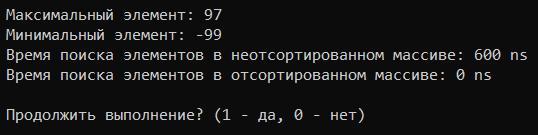 Максимальный элемент: 97
Минимальный элемент: -99
Время поиска элементов в неотсортированном массиве: 600 ns
Время поиска элементов в отсортированном массиве: 0 ns
Продолжить выполнение? (1 - да, 0 - нет)